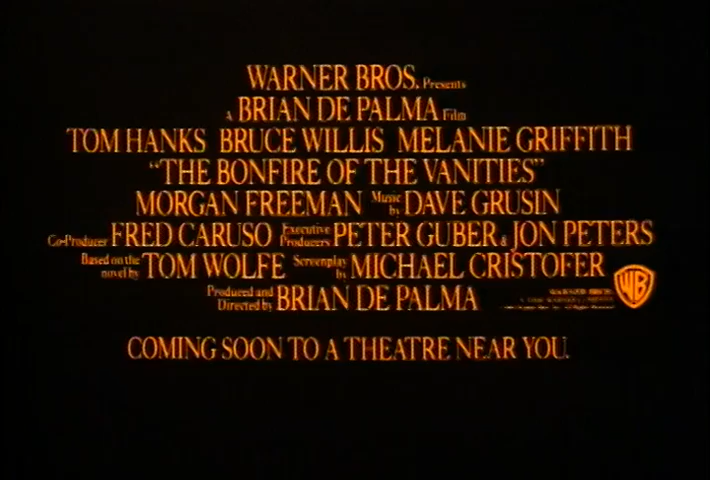 WARNER BROS. Presents
A BRIAN DE PALMA Film
TOM HANKS BRUCE WILLIS MELANIE GRIFFITH
"THE BONFIRE OF THE VANITIES"
MORGAN FREEMAN Music by DAVE GRUSIN
Co-Producer FRED CARUSO Executive Producers PETER GUBER & JON PETERS
Based on the novel by TOM WOLFE Screenplay by MICHAEL CRISTOFER
Produced and Directed by BRIAN DE PALMA
WB
WARNER BROS.
COMING SOON TO A THEATRE NEAR YOU.